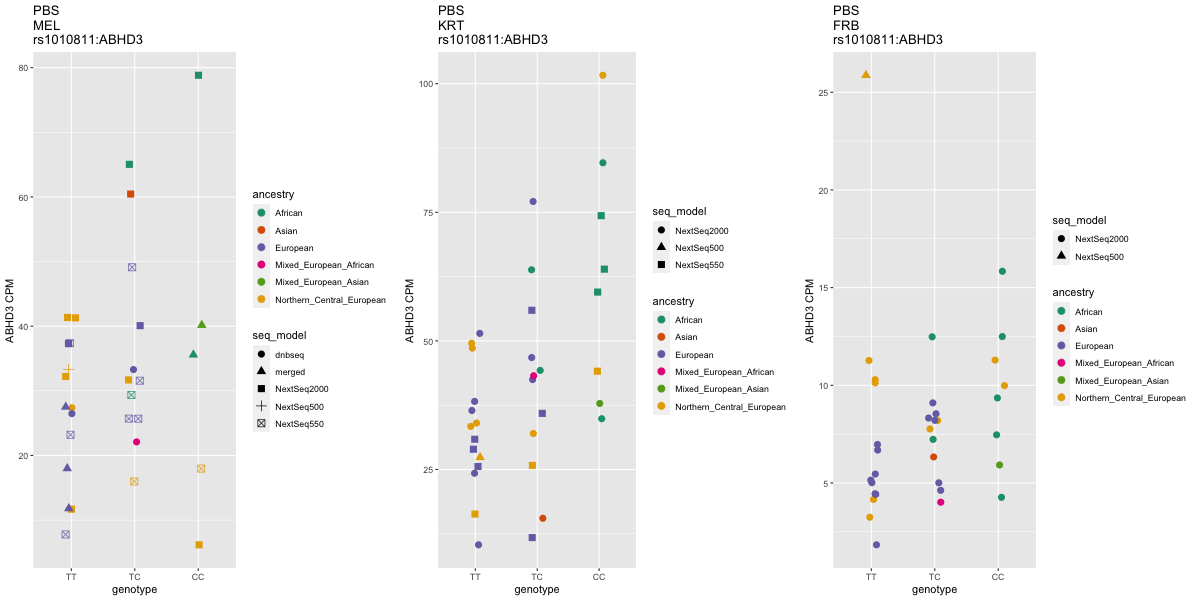 PBS
MEL
rs1010811:ABHD3
80
60
40
20
ABHD3 CPM
TT
TC
CC
genotype
ancestry
African
Asian
European
Mixed_European_African
Mixed_European_Asian
Northern_Central_European
seq_model
dnbseq
merged
NextSeq2000
NextSeq500
NextSeq550
PBS
KRT
rs1010811:ABHD3
100
75
50
25
ABHD3 CPM
TT
TC
CC
genotype
seq_model
NextSeq2000
NextSeq500
NextSeq550
ancestry
African
Asian
European
Mixed_European_African
Mixed_European_Asian
Northern_Central_European
PBS
FRB
rs1010811:ABHD3
25
20
15
10
5
ABHD3 CPM
TT
TC
CC
genotype
seq_model
NextSeq2000
NextSeq500
ancestry
African
Asian
European
Mixed_European_African
Mixed_European_Asian
Northern_Central_European